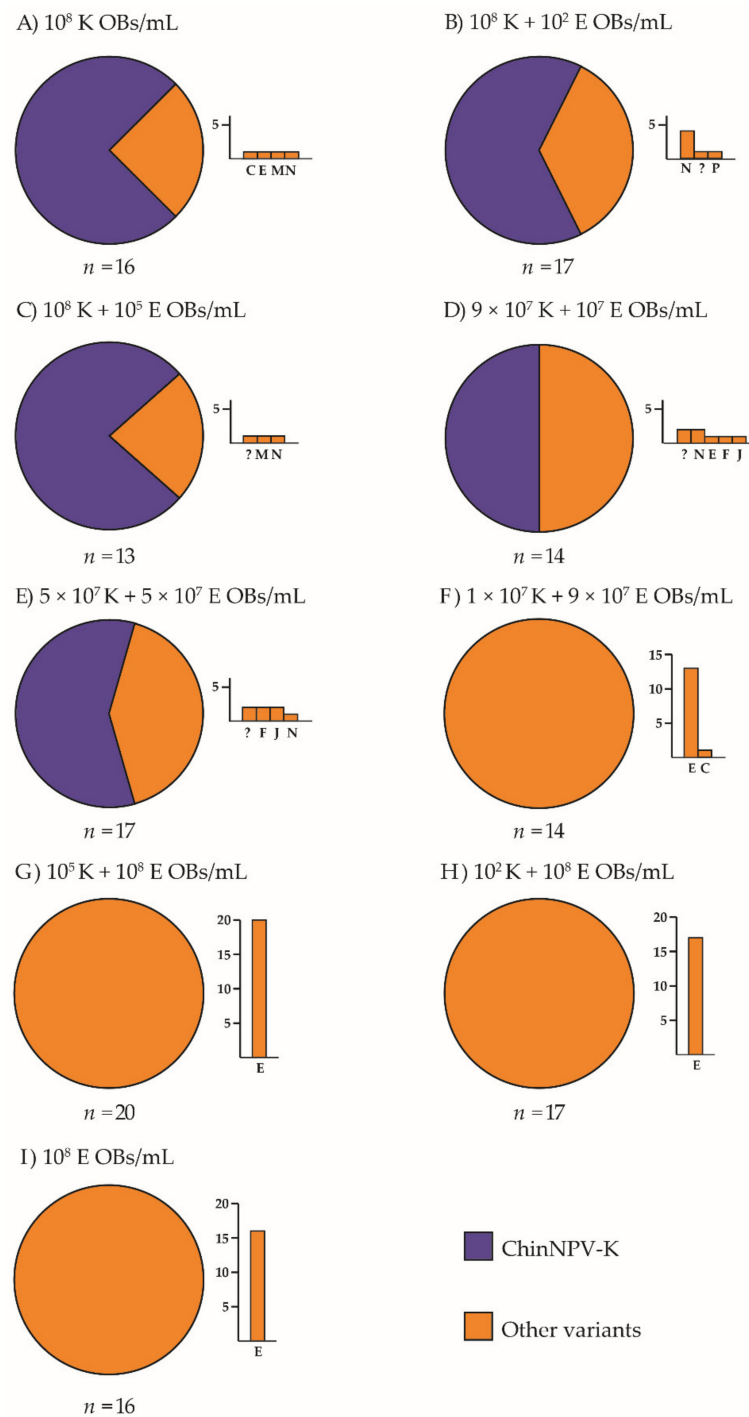 A) 10⁸ K OBs/mL
5
C E M N
n = 16
B) 10⁸ K + 10² E OBs/mL
5
N ? P
n = 17
C) 10⁸ K + 10⁵ E OBs/mL
5
? M N
n = 13
D) 9 × 10⁷ K + 10⁷ E OBs/mL
5
? N E F J
n = 14
E) 5 × 10⁷ K + 5 × 10⁷ E OBs/mL
5
? F J N
n = 17
F) 1 × 10⁷ K + 9 × 10⁷ E OBs/mL
15
10
5
E C
n = 14
G) 10⁵ K + 10⁸ E OBs/mL
20
15
10
5
E
n = 20
H) 10² K + 10⁸ E OBs/mL
20
15
10
5
E
n = 17
I) 10⁸ E OBs/mL
20
15
10
5
E
n = 16
ChinNPV-K
Other variants